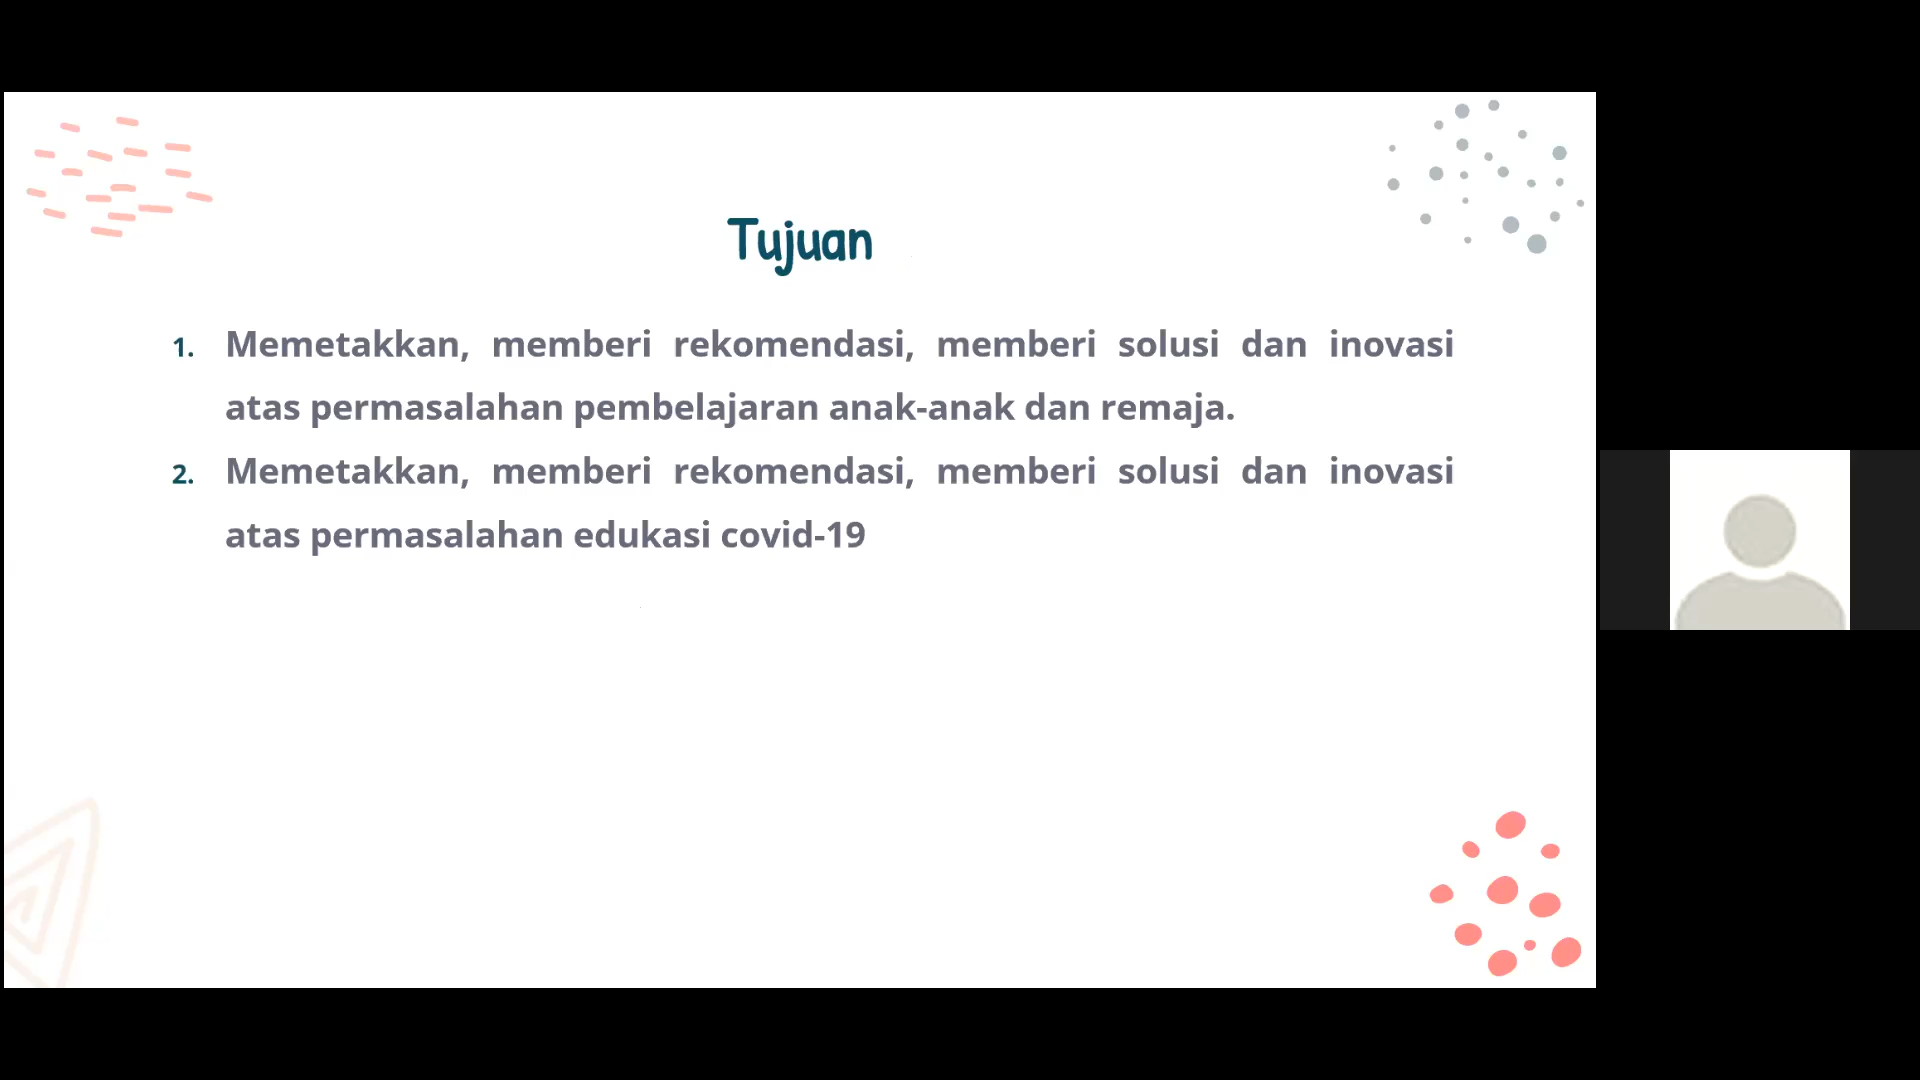 Tujuan
1. Memetakkan, memberi rekomendasi, memberi solusi dan inovasi
atas permasalahan pembelajaran anak-anak dan remaja.
2. Memetakkan, memberi rekomendasi, memberi solusi dan inovasi
atas permasalahan edukasi covid-19